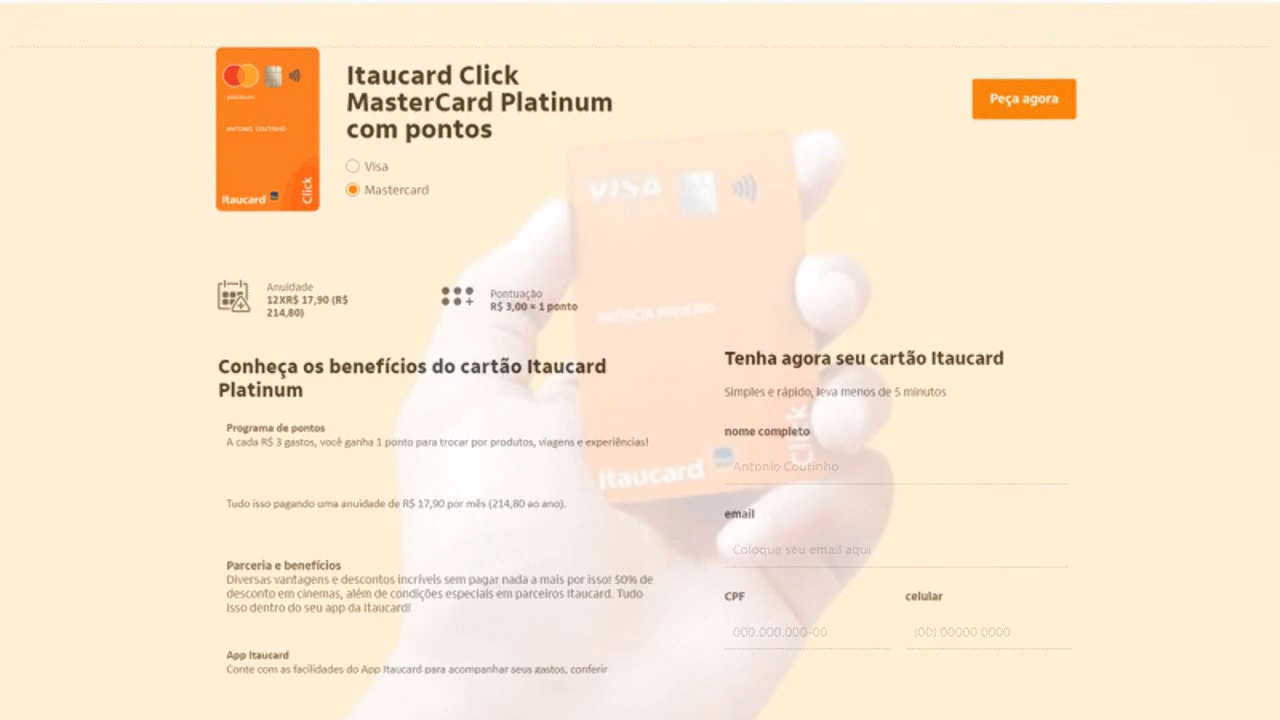 platinum
ANTONIO COUTINHO
Itaucard
Click
Itaucard Click
MasterCard Platinum
com pontos
Visa
Mastercard
Peça agora
VISA
Itaucard
Click
Anuidade
12XR$ 17,90 (R$
214,80)
Pontuação
R$ 3,00 = 1 ponto
Conheça os benefícios do cartão Itaucard
Platinum
Programa de pontos
A cada R$ 3 gastos, você ganha 1 ponto para trocar por produtos, viagens e experiências!
Tudo isso pagando uma anuidade de R$ 17,90 por mês (214,80 ao ano).
Parceria e benefícios
Diversas vantagens e descontos incríveis sem pagar nada a mais por isso! 50% de
desconto em cinemas, além de condições especiais em parceiros Itaucard. Tudo
isso dentro do seu app da Itaucard!
App Itaucard
Conte com as facilidades do App Itaucard para acompanhar seus gastos, conferir
Tenha agora seu cartão Itaucard
Simples e rápido, leva menos de 5 minutos
nome completo
Antonio Coutinho
email
Coloque seu email aqui
CPF
celular
000.000.000-00
(00) 00000 0000